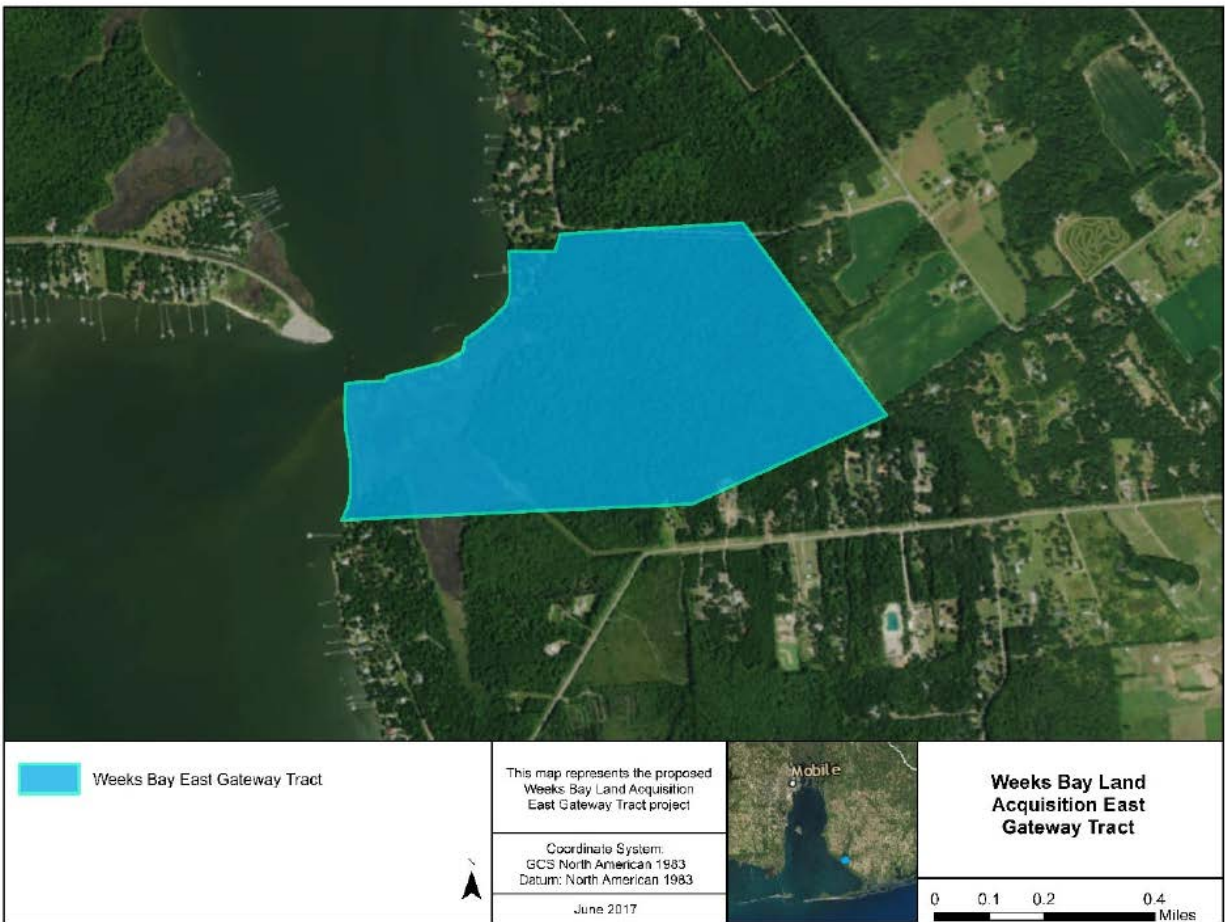 Weeks Bay East Gateway Tract
N
This map represents the proposed
Weeks Bay Land Acquisition
East Gateway Tract project
Coordinate System:
GCS North American 1983
Datum: North American 1983
June 2017
Mobile
Weeks Bay Land
Acquisition East
Gateway Tract
0 0.1 0.2 0.4
Miles